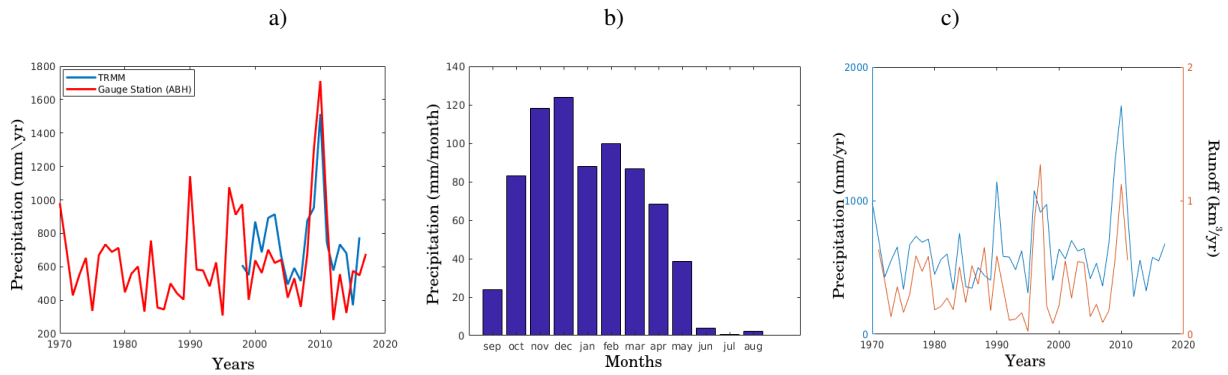 a)
Precipitation (mm\yr)
1800
1600
1400
1200
1000
800
600
400
200
TRMM
Gauge Station (ABH)
1970 1980 1990 2000 2010 2020
Years
b)
Precipitation (mm/month)
140
120
100
80
60
40
20
0
sep oct nov dec jan feb mar apr may jun jul aug
Months
c)
Precipitation (mm/yr)
2000
1000
0
2
1
0
Runoff (km³/yr)
1970 1980 1990 2000 2010 2020
Years